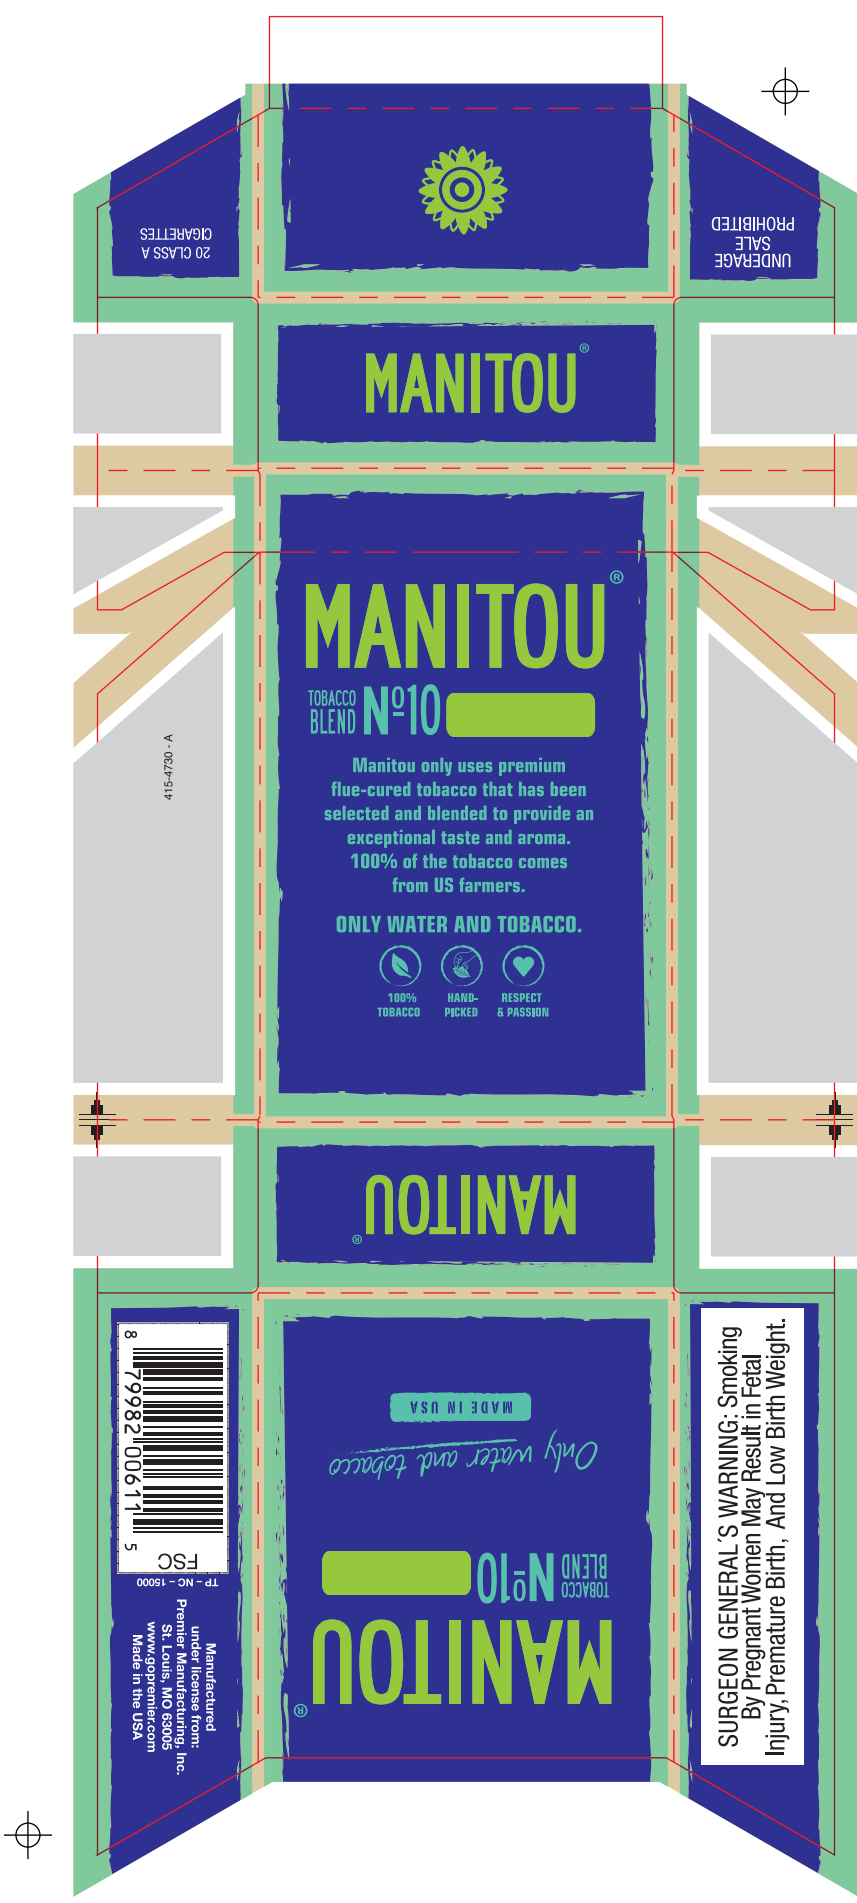 20 CLASS A
CIGARETTES
UNDERAGE
SALE
PROHIBITED
MANITOU®
MANITOU®
TOBACCO
BLEND
Nº10
Manitou only uses premium
flue-cured tobacco that has been
selected and blended to provide an
exceptional taste and aroma.
100% of the tobacco comes
from US farmers.
ONLY WATER AND TOBACCO.
100%
TOBACCO
HAND-
PICKED
RESPECT
& PASSION
415-4730 - A
MANITOU®
MANITOU®
TOBACCO
BLEND
Nº10
Only water and tobacco
MADE IN USA
8 79982 00611 5
FSC
TP – NC – 15000
Manufactured
under license from:
Premier Manufacturing, Inc.
St. Louis, MO 63005
www.gopremier.com
Made in the USA
SURGEON GENERAL´S WARNING: Smoking
By Pregnant Women May Result in Fetal
Injury, Premature Birth, And Low Birth Weight.